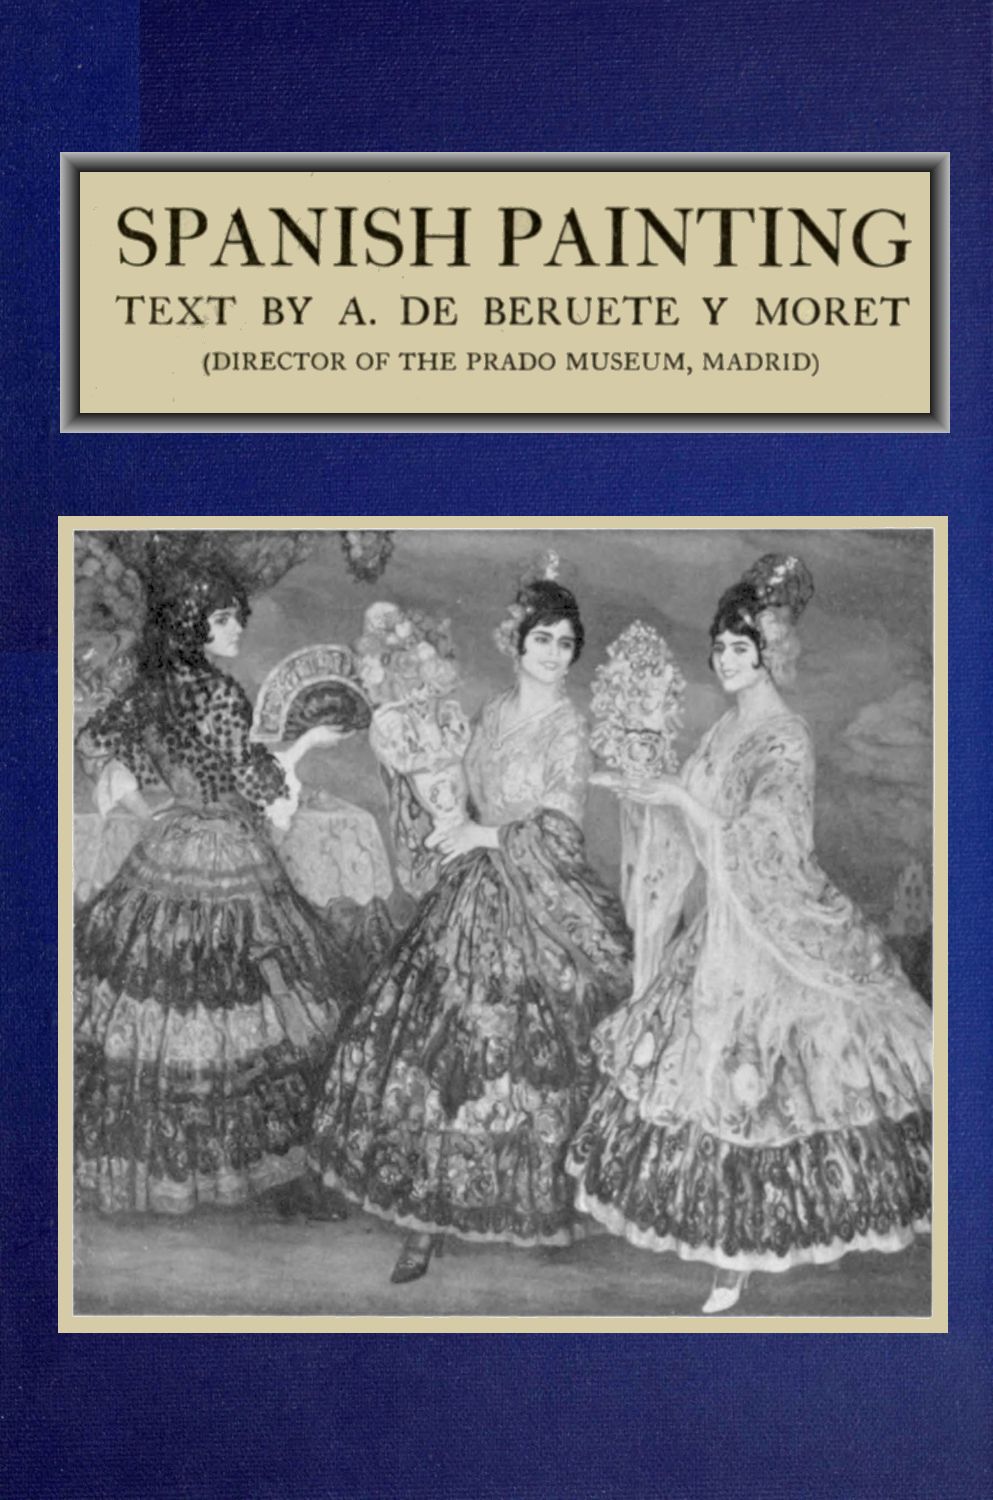 SPANISH PAINTING
TEXT BY A. DE BERUETE Y MORET
(DIRECTOR OF THE PRADO MUSEUM, MADRID)